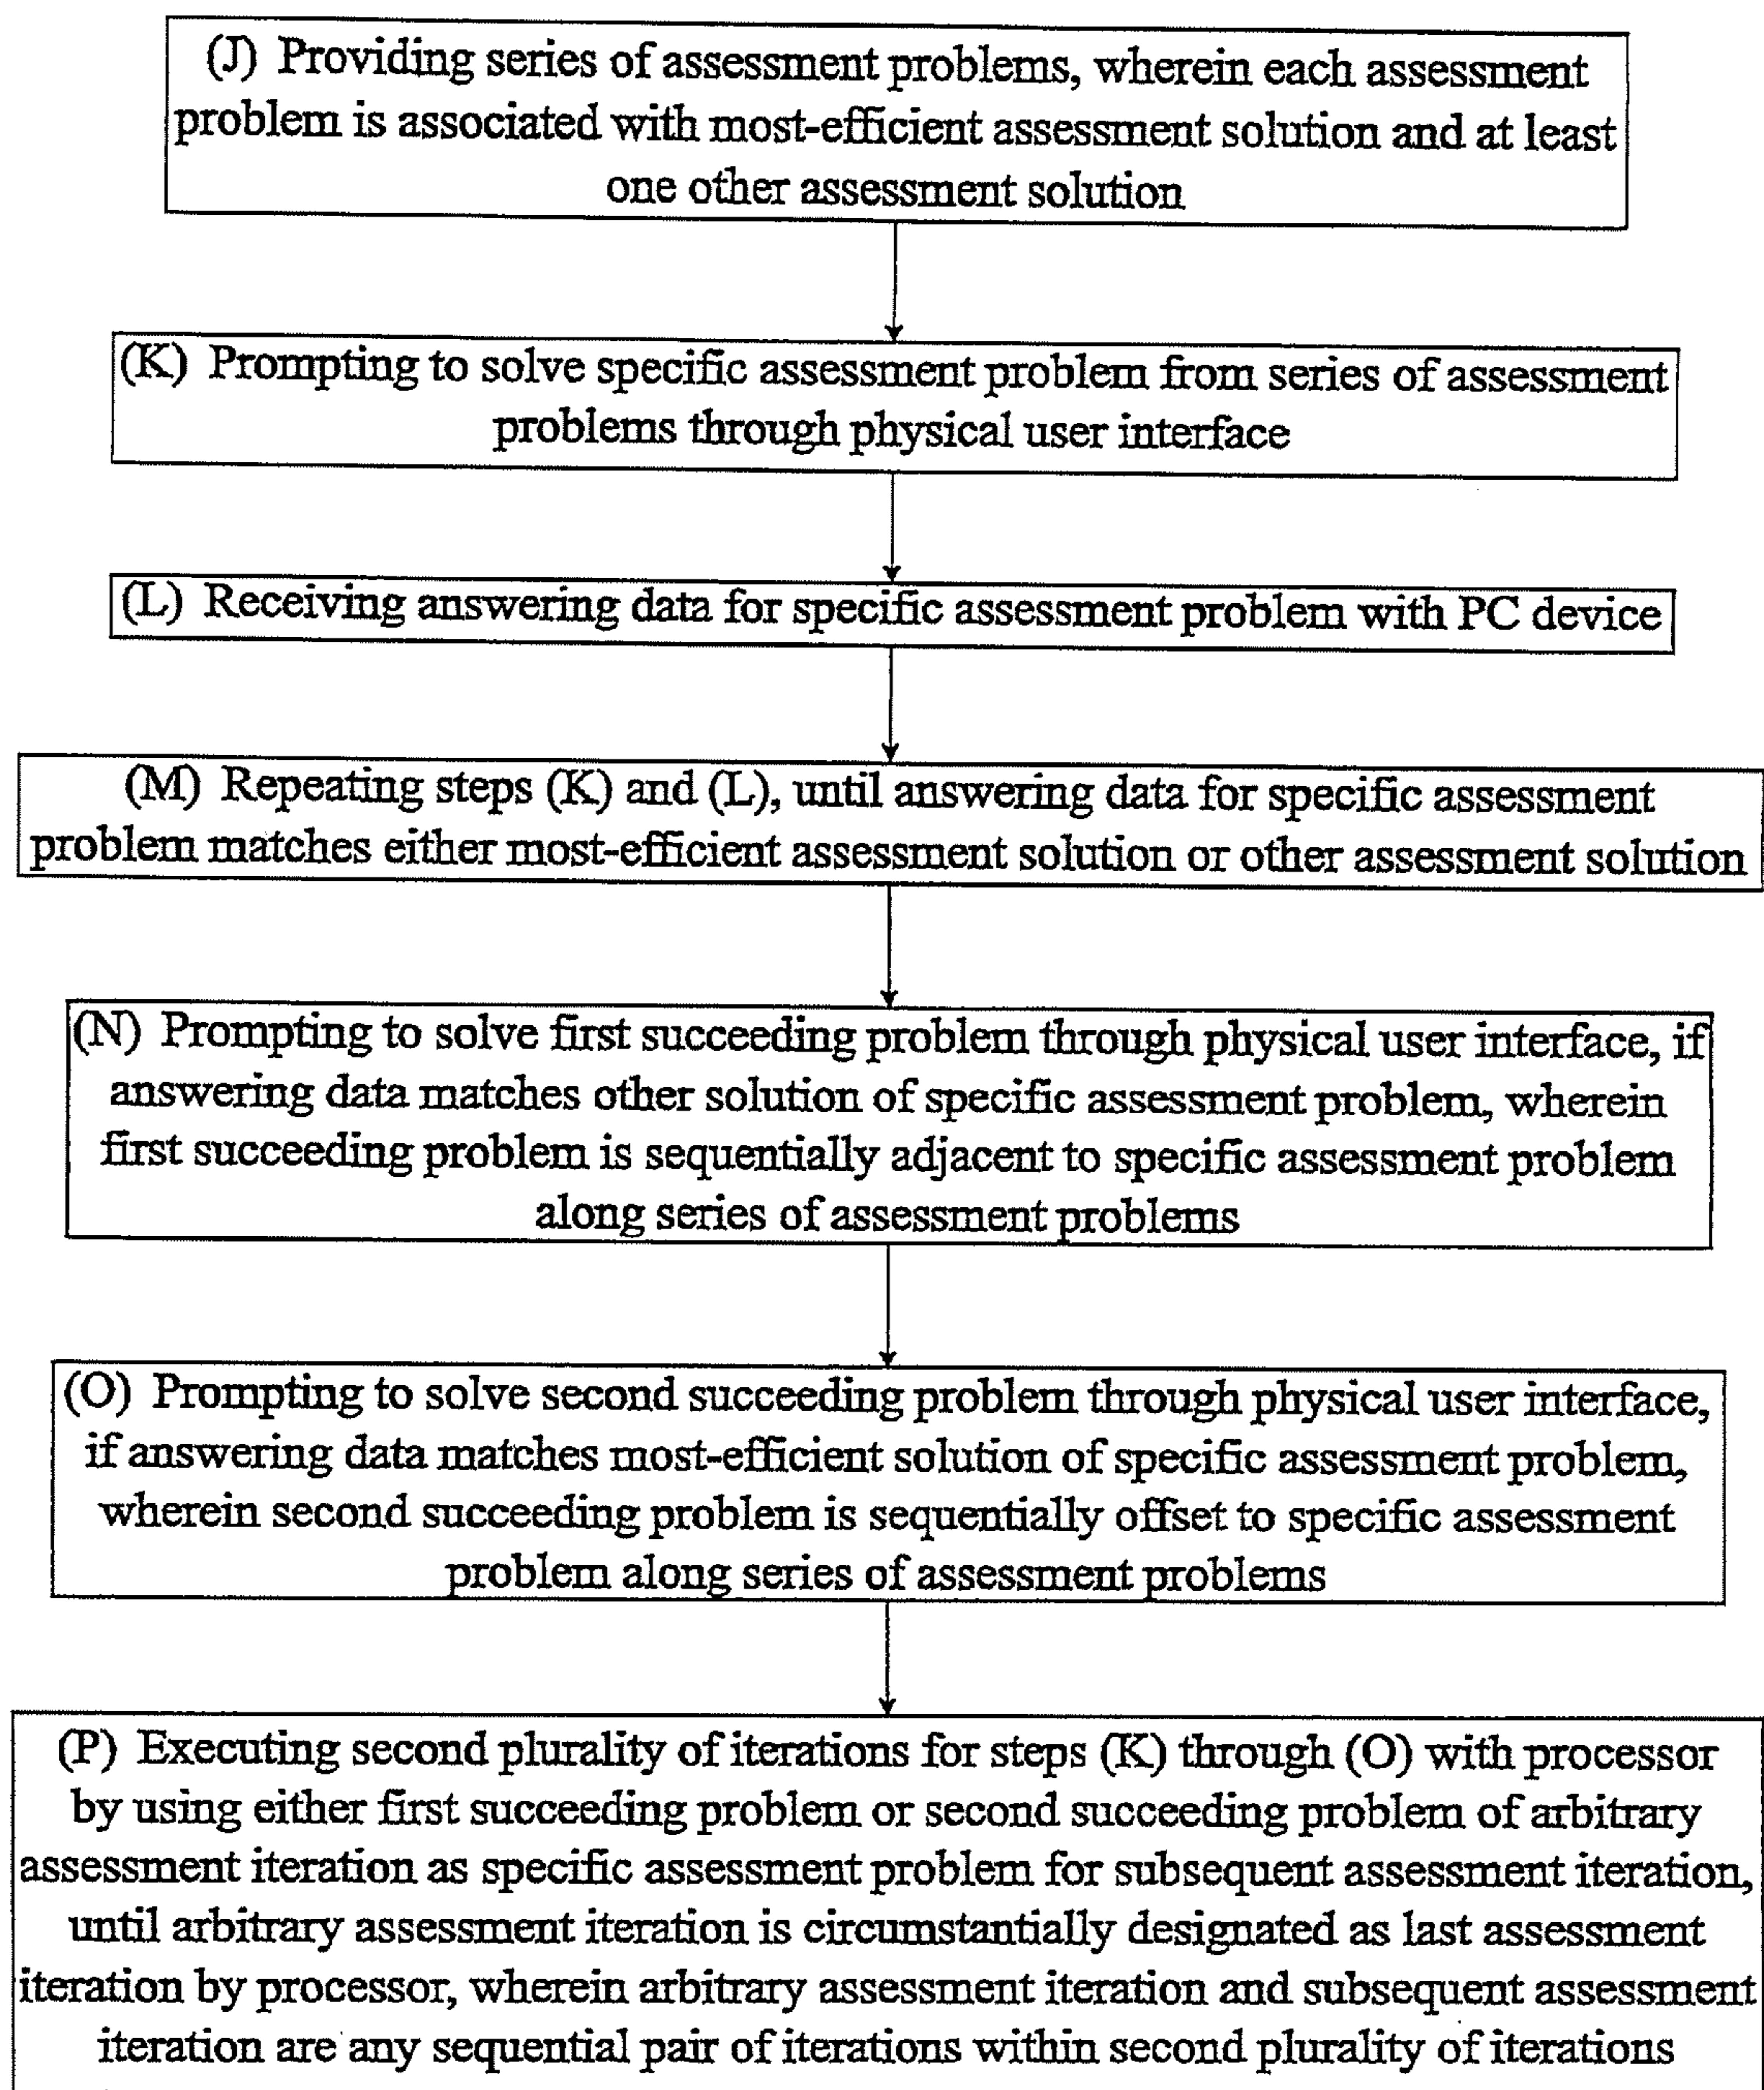 (J) Providing series of assessment problems, wherein each assessment
problem is associated with most-efficient assessment solution and at least
one other assessment solution
(K) Prompting to solve specific assessment problem from series of assessment
problems through physical user interface
(L) Receiving answering data for specific assessment problem with PC device
(M) Repeating steps (K) and (L), until answering data for specific assessment
problem matches either most-efficient assessment solution or other assessment solution
(N) Prompting to solve first succeeding problem through physical user interface, if
answering data matches other solution of specific assessment problem, wherein
first succeeding problem is sequentially adjacent to specific assessment problem
along series of assessment problems
(O) Prompting to solve second succeeding problem through physical user interface,
if answering data matches most-efficient solution of specific assessment problem,
wherein second succeeding problem is sequentially offset to specific assessment
problem along series of assessment problems
(P) Executing second plurality of iterations for steps (K) through (O) with processor
by using either first succeeding problem or second succeeding problem of arbitrary
assessment iteration as specific assessment problem for subsequent assessment iteration,
until arbitrary assessment iteration is circumstantially designated as last assessment
iteration by processor, wherein arbitrary assessment iteration and subsequent assessment
iteration are any sequential pair of iterations within second plurality of iterations